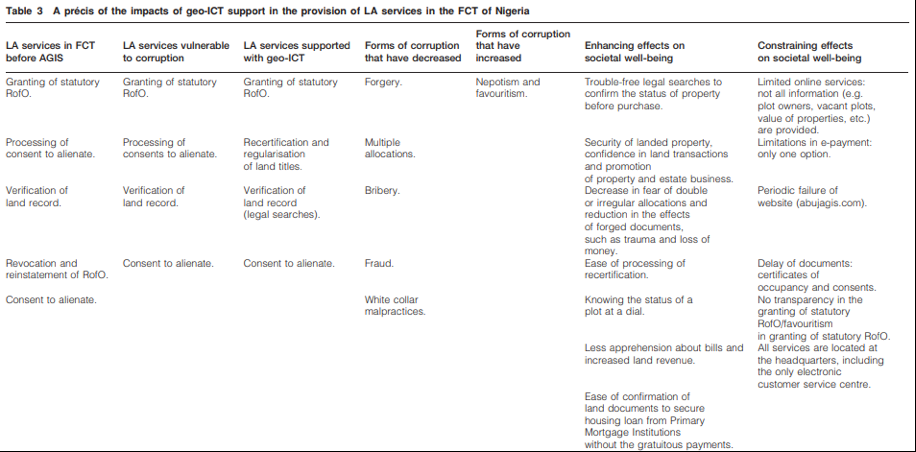 Table 3 A précis of the impacts of geo-ICT support in the provision of LA services in the FCT of Nigeria
LA services in FCT
before AGIS
LA services vulnerable
to corruption
LA services supported
with geo-ICT
Forms of corruption
that have decreased
Forms of corruption
that have
increased
Enhancing effects on
societal well-being
Constraining effects
on societal well-being
Granting of statutory
RofO.
Granting of statutory
RofO.
Granting of statutory
RofO.
Forgery.
Nepotism and
favouritism.
Trouble-free legal searches to
confirm the status of property
before purchase.
Limited online services:
not all information (e.g.
plot owners, vacant plots,
value of properties, etc.)
are provided.
Processing of
consent to alienate.
Processing of
consents to alienate.
Recertification and
regularisation
of land titles.
Multiple
allocations.
Security of landed property,
confidence in land transactions
and promotion
of property and estate business.
Limitations in e-payment:
only one option.
Verification of
land record.
Verification of
land record.
Verification of
land record
(legal searches).
Bribery.
Decrease in fear of double
or irregular allocations and
reduction in the effects
of forged documents,
such as trauma and loss of
money.
Periodic failure of
website (abujagis.com).
Revocation and
reinstatement of RofO.
Consent to alienate.
Consent to alienate.
Fraud.
Ease of processing of
recertification.
Delay of documents:
certificates of
occupancy and consents.
Consent to alienate.
White collar
malpractices.
Knowing the status of a
plot at a dial.
No transparency in the
granting of statutory
RofO/favouritism
in granting of statutory RofO.
Less apprehension about bills and
increased land revenue.
All services are located at
the headquarters, including
the only electronic
customer service centre.
Ease of confirmation of
land documents to secure
housing loan from Primary
Mortgage Institutions
without the gratuitous payments.